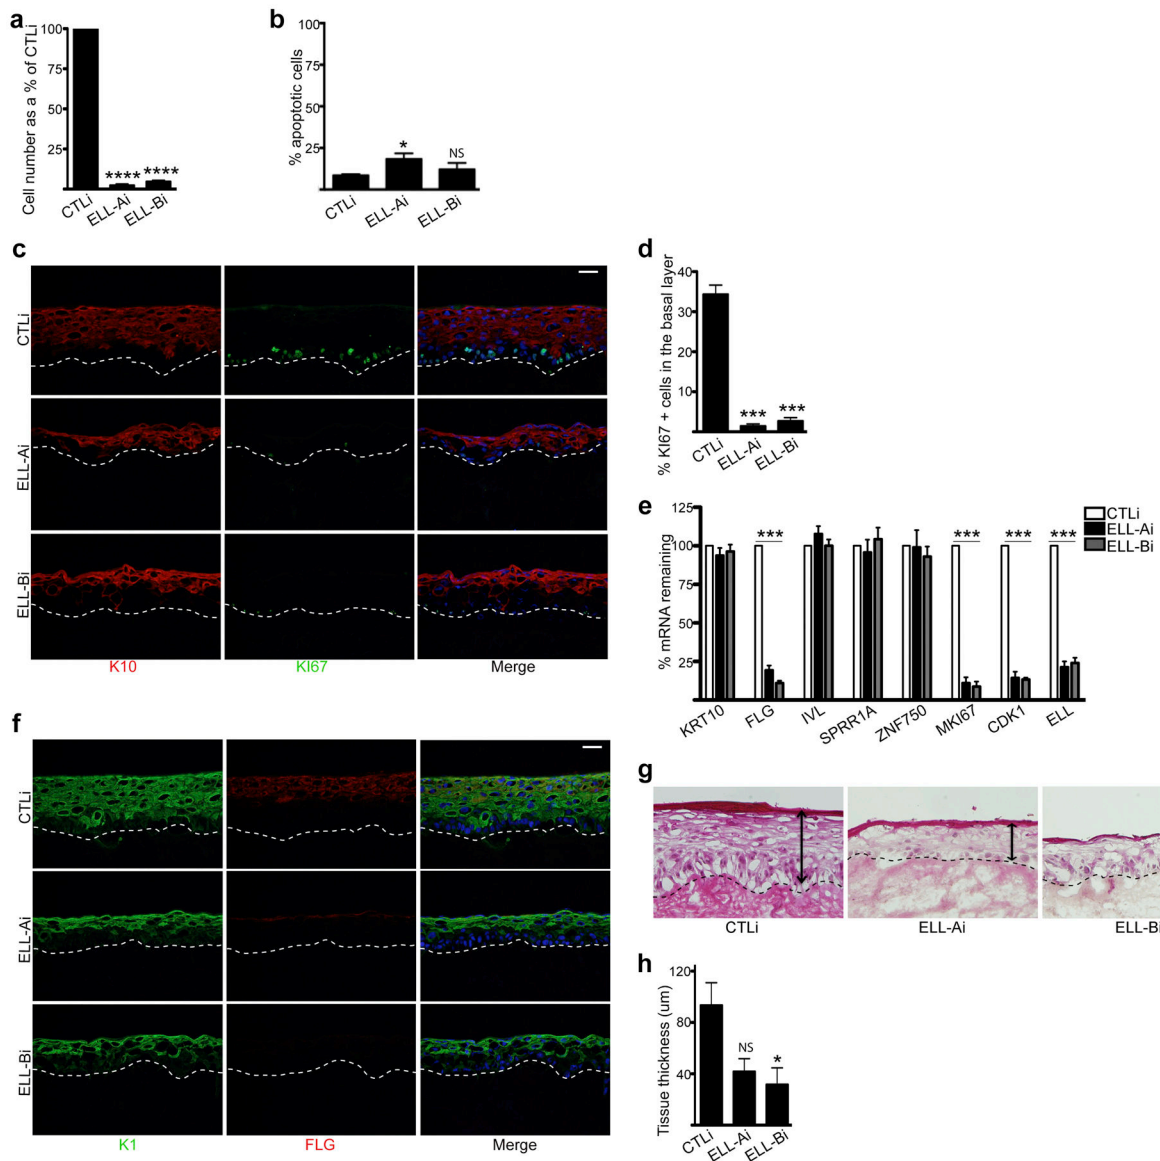 a
Cell number as a % of CTLi
100
75
50
25
**** ****
CTLi
ELL-Ai
ELL-Bi
b
% apoptotic cells
100
75
50
25
*
NS
CTLi
ELL-Ai
ELL-Bi
c
CTLi
ELL-Ai
ELL-Bi
K10
KI67
Merge
d
% KI67 + cells in the basal layer
40
30
20
10
*** ***
CTLi
ELL-Ai
ELL-Bi
e
% mRNA remaining
125
100
75
50
25
*** *** *** ***
CTLi
ELL-Ai
ELL-Bi
KRT10
FLG
IVL
SPRR1A
ZNF750
MKI67
CDK1
ELL
f
CTLi
ELL-Ai
ELL-Bi
K1
FLG
Merge
g
CTLi
ELL-Ai
ELL-Bi
h
Tissue thickness (um)
120
80
40
NS
*
CTLi
ELL-Ai
ELL-Bi